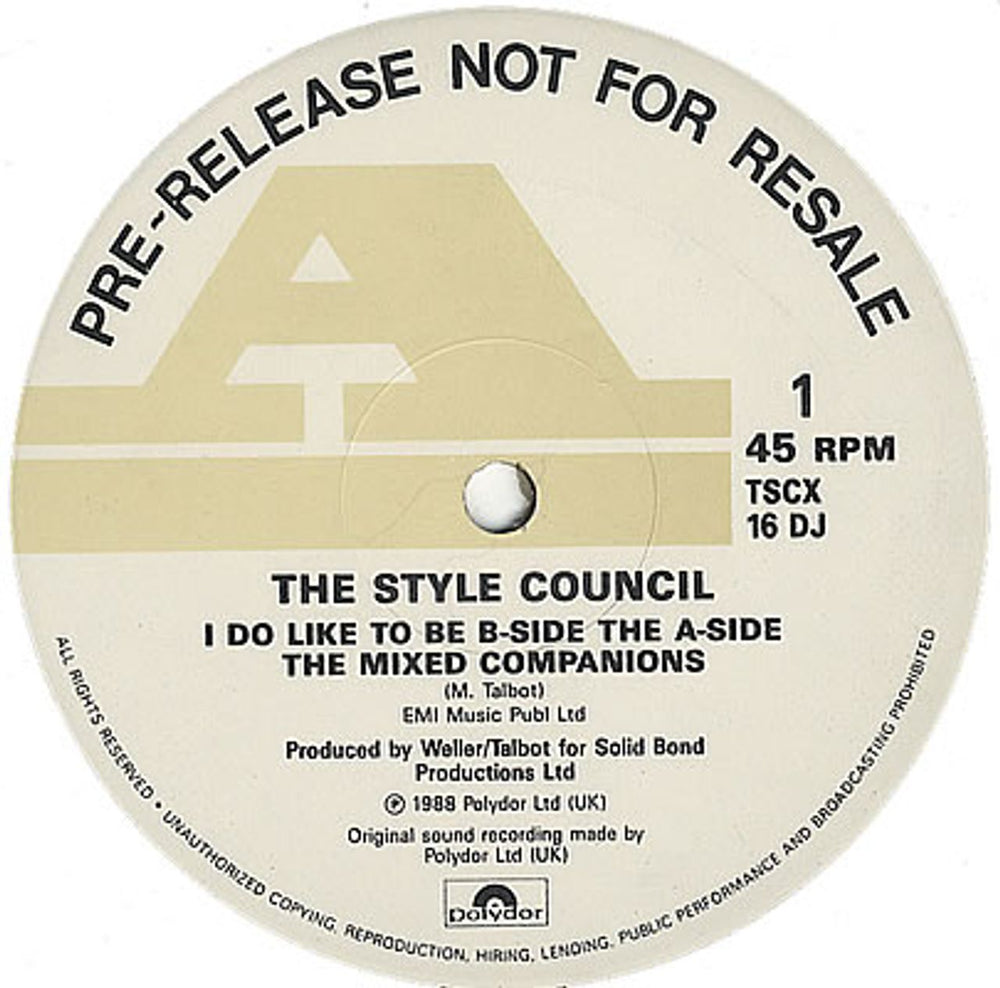 PRE-RELEASE NOT FOR RESALE
A
1
45 RPM
TSCX
16 DJ
THE STYLE COUNCIL
I DO LIKE TO BE B-SIDE THE A-SIDE
THE MIXED COMPANIONS
(M. Talbot)
EMI Music Publ Ltd
Produced by Weller/Talbot for Solid Bond
Productions Ltd
Ⓟ 1988 Polydor Ltd (UK)
Original sound recording made by
Polydor Ltd (UK)
polydor
ALL RIGHTS RESERVED • UNAUTHORIZED COPYING, REPRODUCTION, HIRING, LENDING, PUBLIC PERFORMANCE AND BROADCASTING PROHIBITED